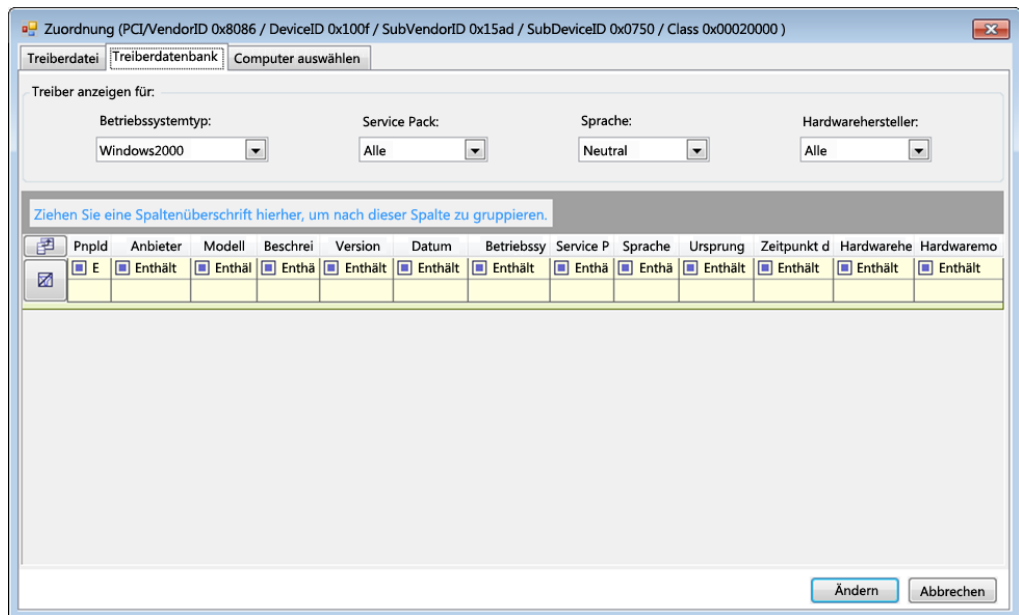 Zuordnung (PCI/VendorID 0x8086 / DeviceID 0x100f / SubVendorID 0x15ad / SubDeviceID 0x0750 / Class 0x00020000 )
Treiberdatei Treiberdatenbank Computer auswählen
Treiber anzeigen für:
Betriebssystemtyp: Service Pack: Sprache: Hardwarehersteller:
Windows2000 Alle Neutral Alle
Ziehen Sie eine Spaltenüberschrift hierher, um nach dieser Spalte zu gruppieren.
PnpId Anbieter Modell Beschrei Version Datum Betriebssy Service P Sprache Ursprung Zeitpunkt d Hardwarehe Hardwaremo
E Enthält Enthäl Enthä Enthält Enthält Enthält Enthä Enthä Enthält Enthält Enthält Enthält
Ändern Abbrechen